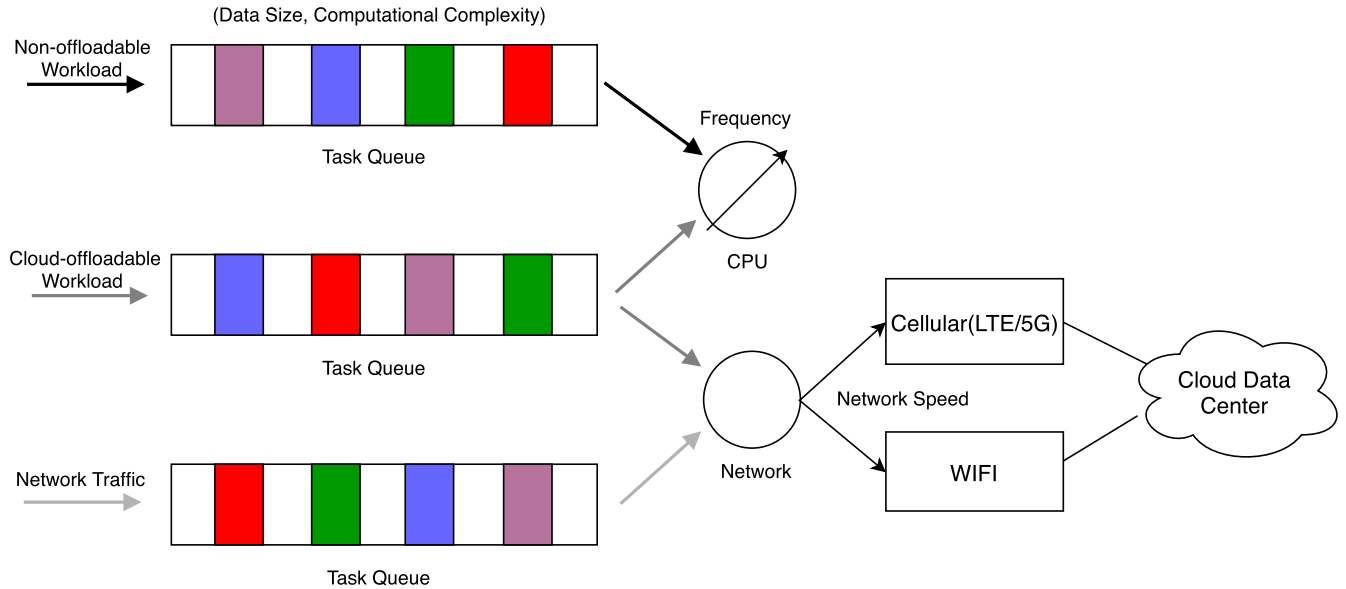 (Data Size, Computational Complexity)
Non-offloadable
Workload
Task Queue
Frequency
CPU
Cloud-offloadable
Workload
Task Queue
Cellular(LTE/5G)
Network Speed
Cloud Data
Center
Network
WIFI
Network Traffic
Task Queue